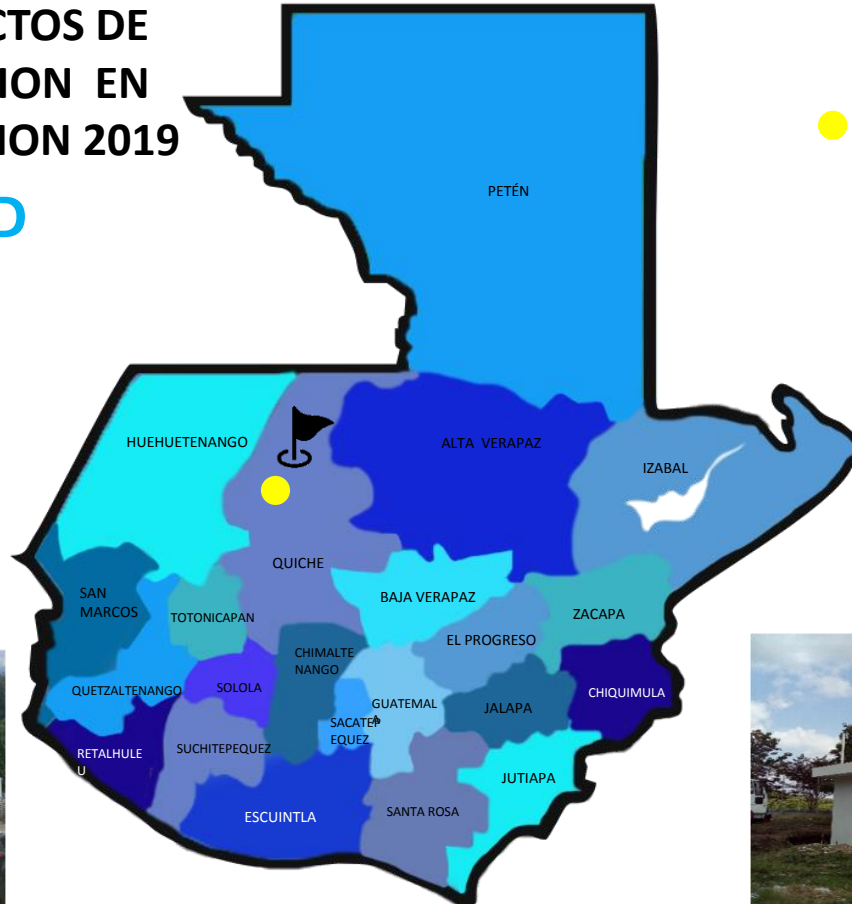 CTOS DE
ION EN
ION 2019
D
PETÉN
HUEHUETENANGO
ALTA VERAPAZ
IZABAL
QUICHE
SAN
MARCOS
TOTONICAPAN
BAJA VERAPAZ
ZACAPA
EL PROGRESO
CHIMALTE
NANGO
QUETZALTENANGO
SOLOLA
CHIQUIMULA
GUATEMAL
A
JALAPA
SACATEP
EQUEZ
RETALHULE
U
SUCHITEPEQUEZ
JUTIAPA
ESCUINTLA
SANTA ROSA